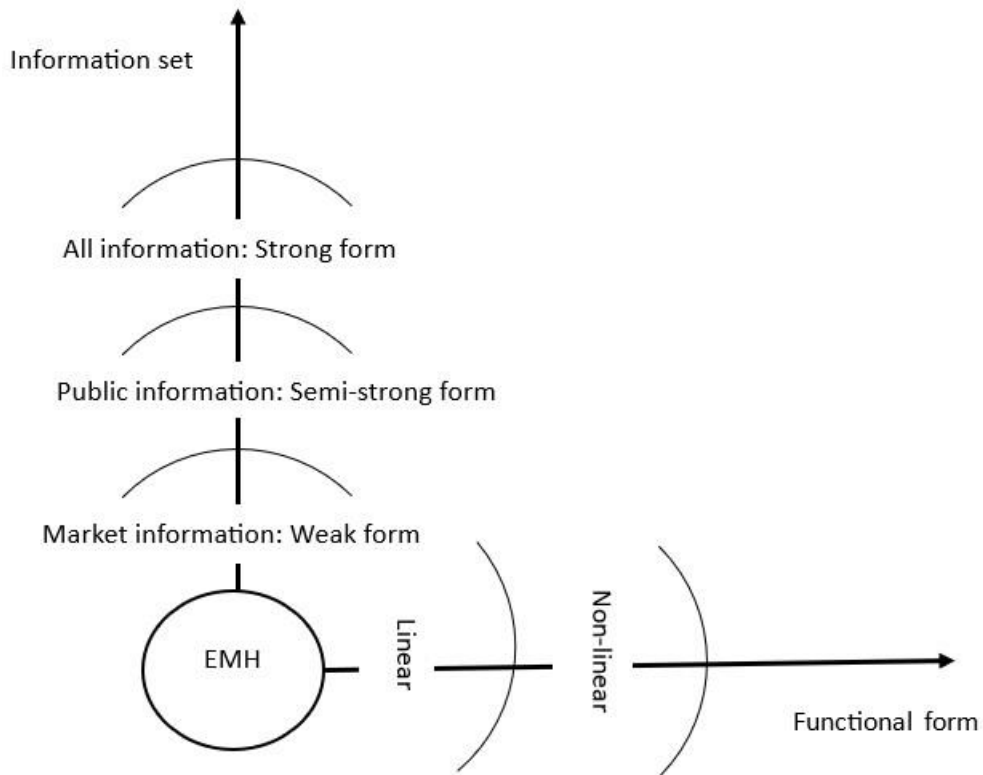 Information set
All information: Strong form
Public information: Semi-strong form
Market information: Weak form
EMH
Linear
Non-linear
Functional form